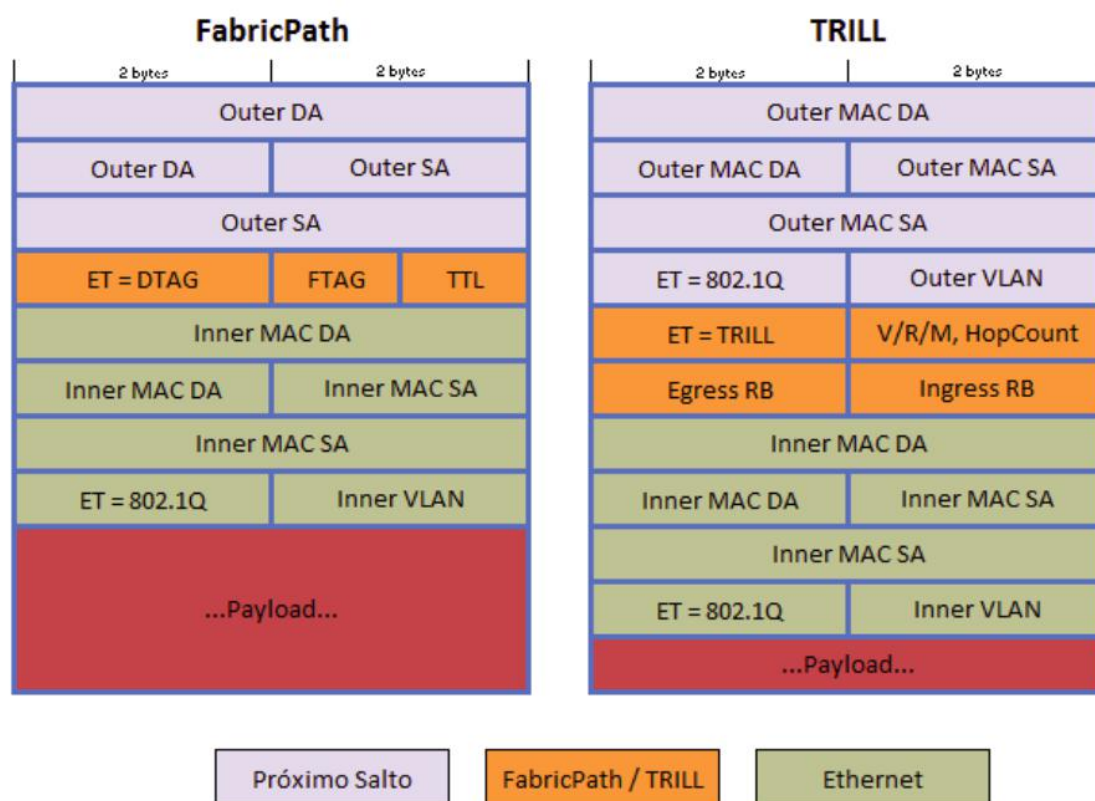 FabricPath TRILL
2 bytes 2 bytes 2 bytes 2 bytes
Outer DA Outer MAC DA
Outer DA Outer SA Outer MAC DA Outer MAC SA
Outer SA Outer MAC SA
ET = DTAG FTAG TTL ET = 802.1Q Outer VLAN
Inner MAC DA ET = TRILL V/R/M, HopCount
Inner MAC DA Inner MAC SA Egress RB Ingress RB
Inner MAC SA Inner MAC DA
ET = 802.1Q Inner VLAN Inner MAC DA Inner MAC SA
Inner MAC SA
...Payload... ET = 802.1Q Inner VLAN
...Payload...
Próximo Salto FabricPath / TRILL Ethernet